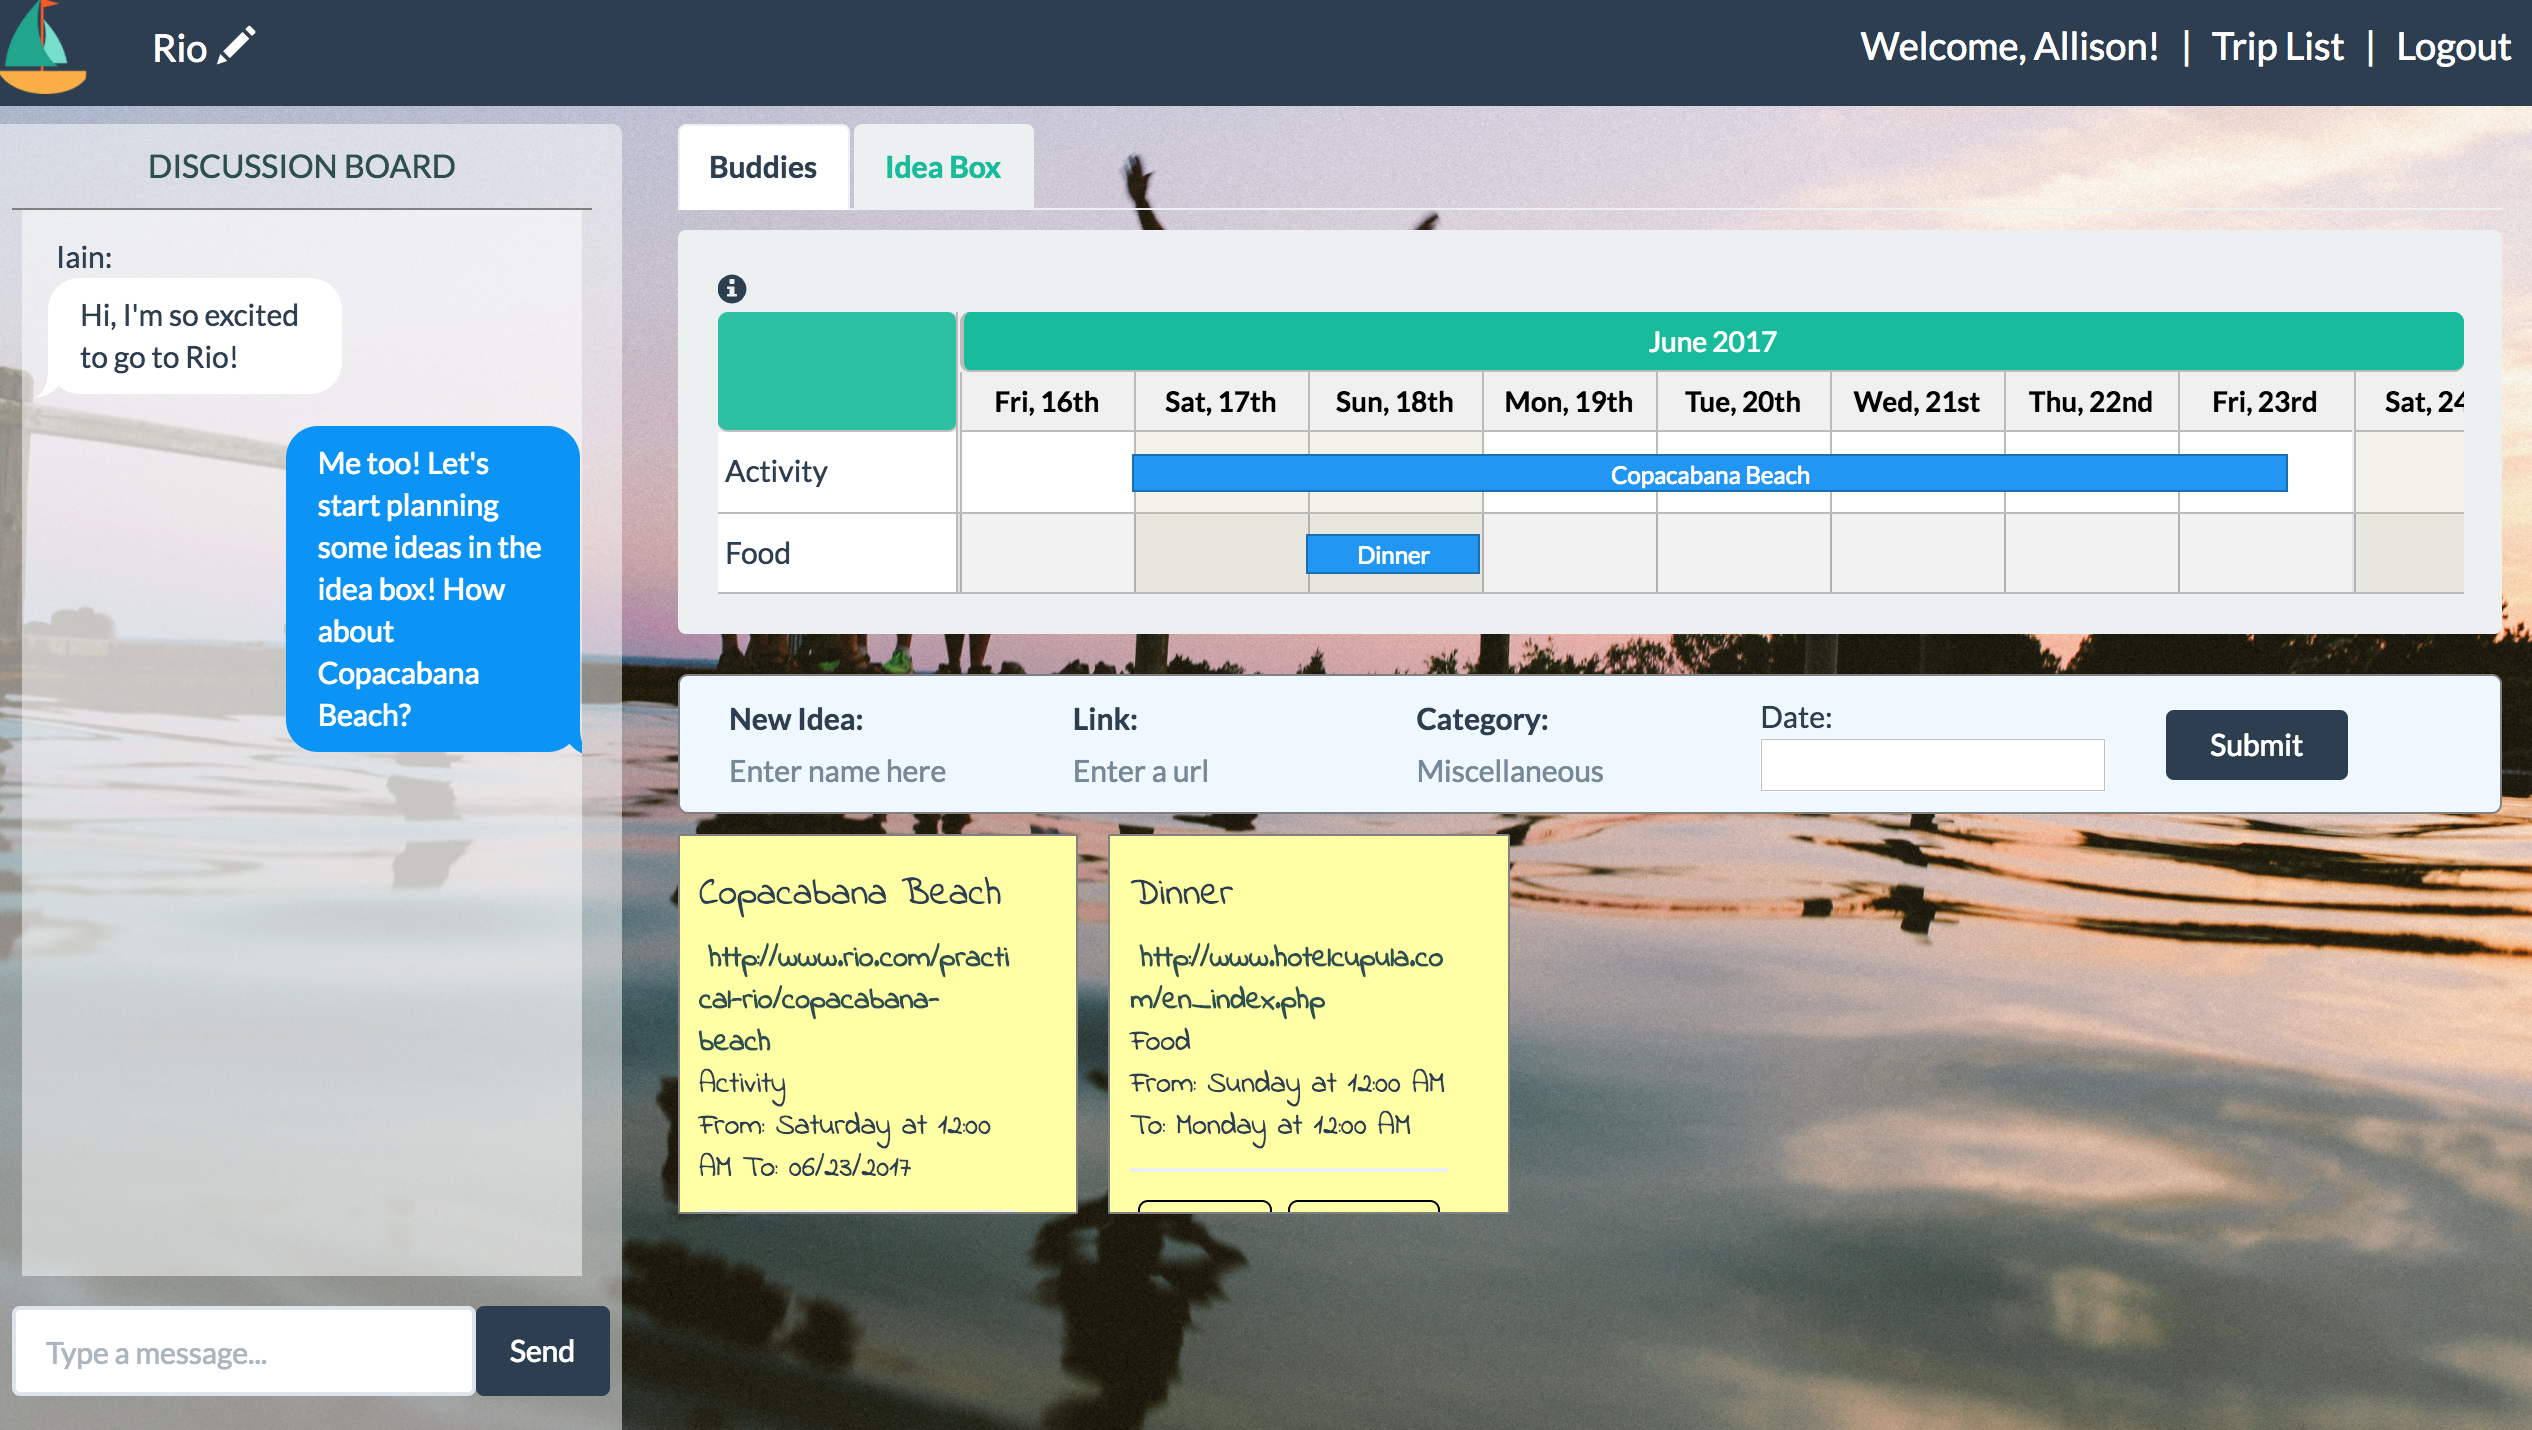 Rio
Welcome, Allison! | Trip List | Logout
DISCUSSION BOARD
Iain:
Hi, I'm so excited
to go to Rio!
Me too! Let's
start planning
some ideas in the
idea box! How
about
Copacabana
Beach?
Type a message...
Send
Buddies
Idea Box
June 2017
Fri, 16th
Sat, 17th
Sun, 18th
Mon, 19th
Tue, 20th
Wed, 21st
Thu, 22nd
Fri, 23rd
Sat, 24
Activity
Copacabana Beach
Food
Dinner
New Idea:
Enter name here
Link:
Enter a url
Category:
Miscellaneous
Date:
Submit
Copacabana Beach
http://www.rio.com/practi
cal-rio/copacabana-
beach
Activity
From: Saturday at 12:00
AM To: 06/23/2017
Dinner
http://www.hotelcupula.co
m/en_index.php
Food
From: Sunday at 12:00 AM
To: Monday at 12:00 AM